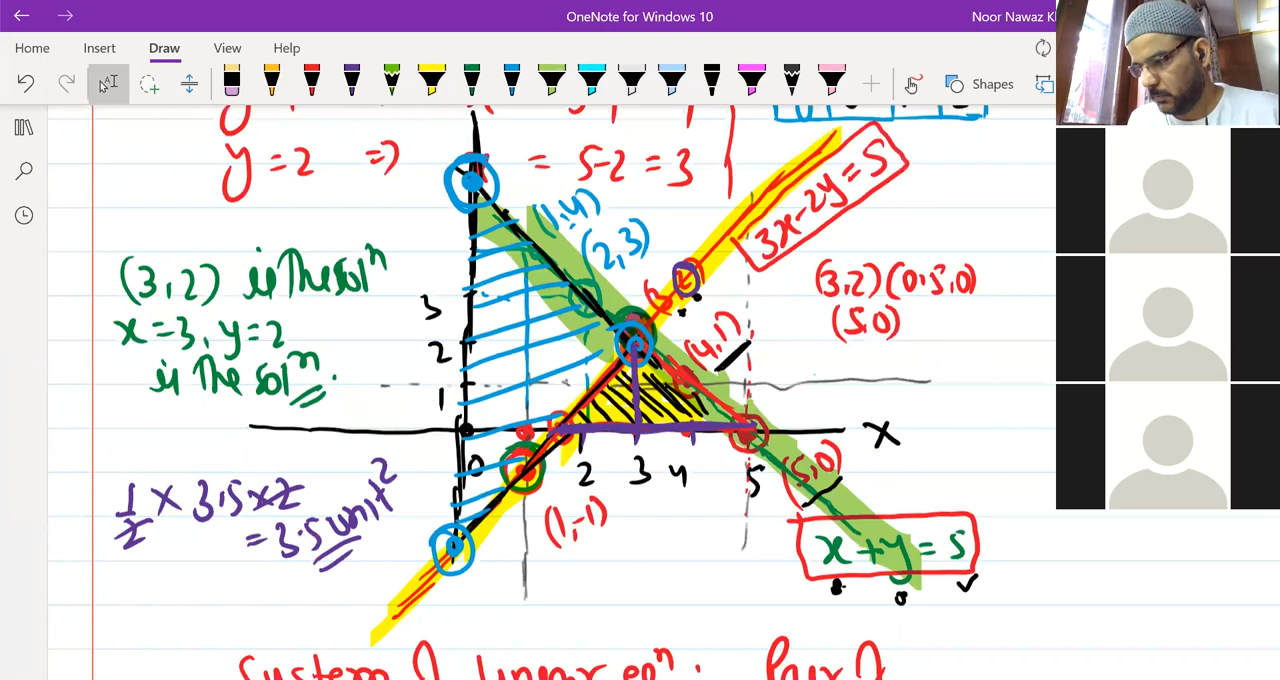 OneNote for Windows 10
Noor Nawaz K
Home Insert Draw View Help
Shapes
y = 2 => = 5-2=3
3x-2y=5
(1,4)
(2,3)
(3,2)
(4,1)
(3,2) is the solⁿ
x=3, y=2
is the solⁿ.
(3,2) (0,5,0)
(5,0)
3
2
1
X
0 2 3 4 5
(5,0)
(1,-1)
1/2 x 3.5 x 2
= 3.5 unit²
x+y=5
System of linear eqⁿ: Pair of